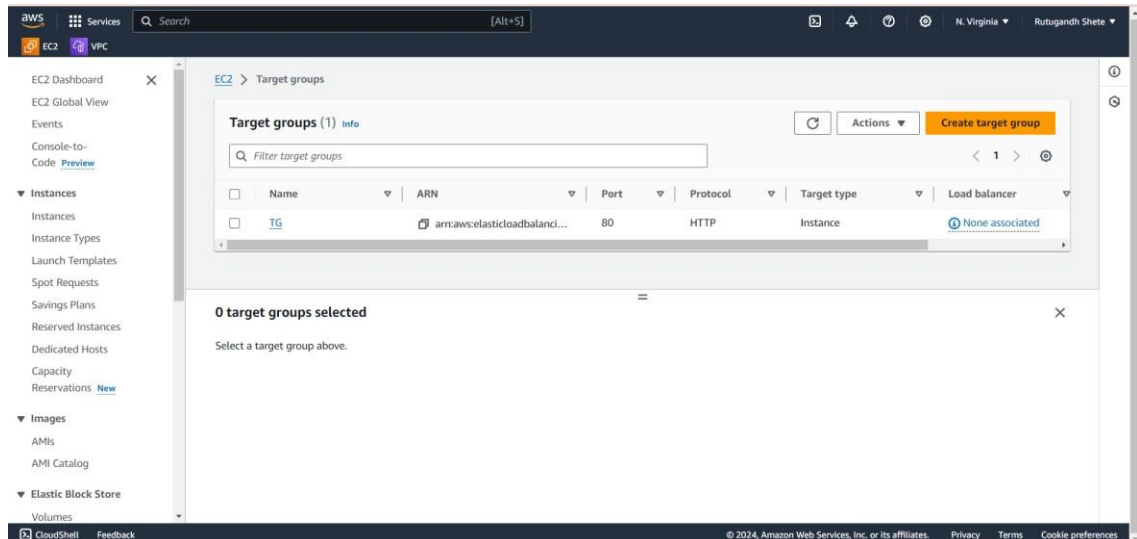 aws Services Search [Alt+S] N. Virginia Rutugandh Shete
EC2 VPC
EC2 Dashboard
EC2 Global View
Events
Console-to-
Code Preview
Instances
Instances
Instance Types
Launch Templates
Spot Requests
Savings Plans
Reserved Instances
Dedicated Hosts
Capacity
Reservations New
Images
AMIs
AMI Catalog
Elastic Block Store
Volumes
EC2 > Target groups
Target groups (1) Info Actions Create target group
Filter target groups < 1 >
Name ARN Port Protocol Target type Load balancer
TG arn:aws:elasticloadbalanci... 80 HTTP Instance None associated
0 target groups selected
Select a target group above.
CloudShell Feedback © 2024, Amazon Web Services, Inc. or its affiliates. Privacy Terms Cookie preferences